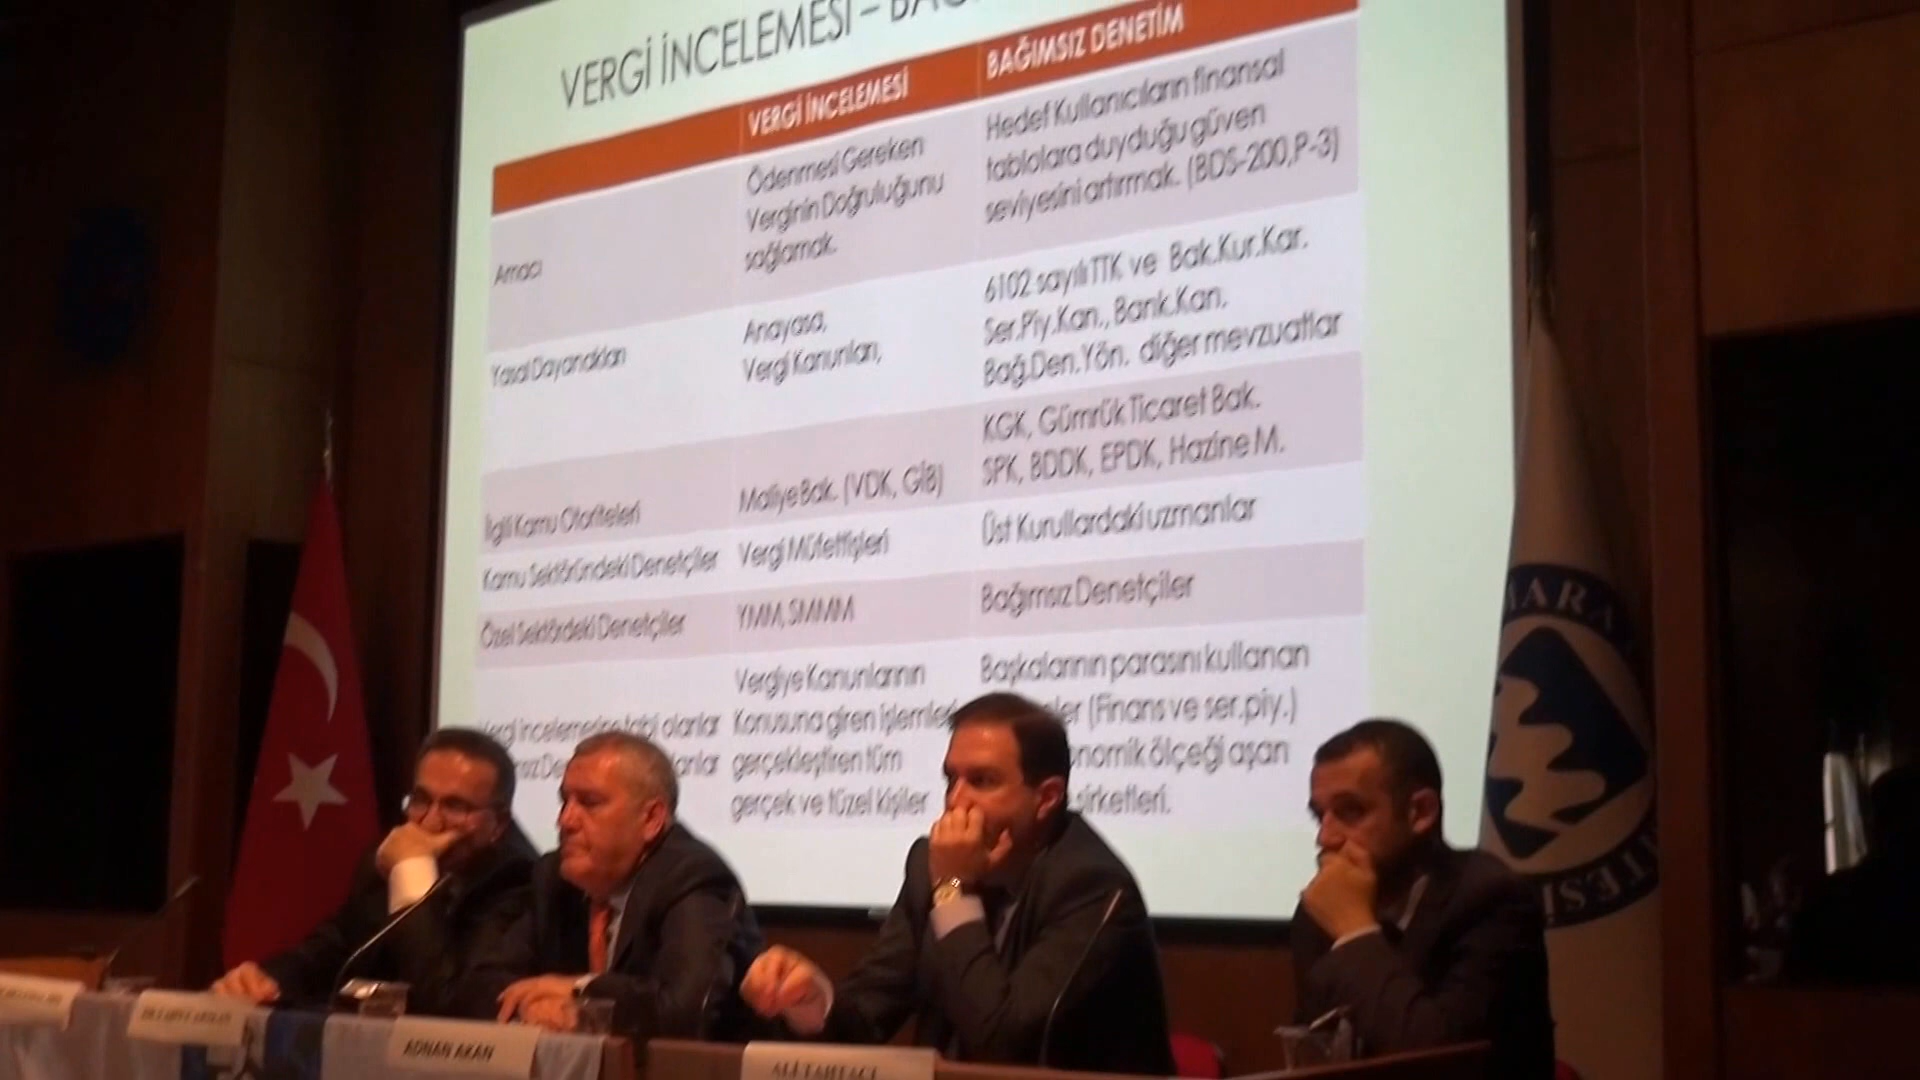 VERGİ İNCELEMESİ –
VERGİ İNCELEMESİ
BAĞIMSIZ DENETİM
Amacı
Ödenmesi Gereken
Verginin Doğruluğunu
sağlamak.
Hedef Kullanıcıların finansal
tablolara duyduğu güven
seviyesini artırmak. (BDS-200,P-3)
Yasal Dayanakları
Anayasa,
Vergi Kanunları,
6102 sayılı TTK ve Bak.Kur.Kar.
Ser.Piy.Kan., Bank.Kan.
Bağ.Den.Yön. diğer mevzuatlar
İlgili Kamu Otoriteleri
Maliye Bak. (VDK, GİB)
KGK, Gümrük Ticaret Bak.
SPK, BDDK, EPDK, Hazine M.
Kamu Sektöründeki Denetçiler
Vergi Müfettişleri
Üst Kurullardaki uzmanlar
Özel Sektördeki Denetçiler
YMM, SMMM
Bağımsız Denetçiler
incelemesine tabi olanlar
Vergiye Kanunlarının
Konusuna giren işlemleri
gerçekleştiren tüm
gerçek ve tüzel kişiler
Başkalarının parasını kullanan
(Finans ve ser.piy.)
ölçeği aşan
şirketleri.
ADNAN AKAN
ALİ TAHTACI